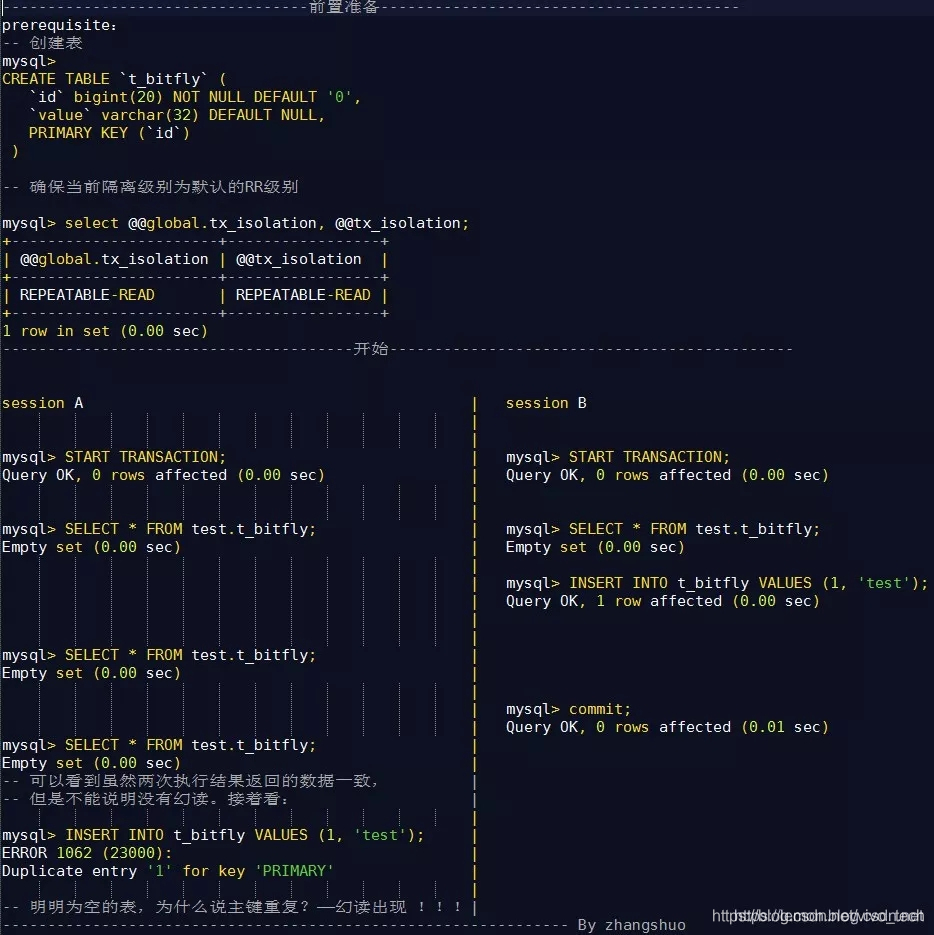 ----------------------------------前置准备----------------------------------------
prerequisite：
-- 创建表
mysql>
CREATE TABLE `t_bitfly` (
   `id` bigint(20) NOT NULL DEFAULT '0',
   `value` varchar(32) DEFAULT NULL,
   PRIMARY KEY (`id`)
 )
-- 确保当前隔离级别为默认的RR级别
mysql> select @@global.tx_isolation, @@tx_isolation;
+-----------------------+-----------------+
| @@global.tx_isolation | @@tx_isolation  |
+-----------------------+-----------------+
| REPEATABLE-READ       | REPEATABLE-READ |
+-----------------------+-----------------+
1 row in set (0.00 sec)
---------------------------------------开始---------------------------------------------
session A                                           |   session B
mysql> START TRANSACTION;                           |   mysql> START TRANSACTION;
Query OK, 0 rows affected (0.00 sec)                |   Query OK, 0 rows affected (0.00 sec)
mysql> SELECT * FROM test.t_bitfly;                 |   mysql> SELECT * FROM test.t_bitfly;
Empty set (0.00 sec)                                |   Empty set (0.00 sec)
                                                    |   mysql> INSERT INTO t_bitfly VALUES (1, 'test');
                                                    |   Query OK, 1 row affected (0.00 sec)
mysql> SELECT * FROM test.t_bitfly;                 |
Empty set (0.00 sec)                                |
                                                    |   mysql> commit;
                                                    |   Query OK, 0 rows affected (0.01 sec)
mysql> SELECT * FROM test.t_bitfly;                 |
Empty set (0.00 sec)                                |
-- 可以看到虽然两次执行结果返回的数据一致，         |
-- 但是不能说明没有幻读。接着看：                   |
mysql> INSERT INTO t_bitfly VALUES (1, 'test');     |
ERROR 1062 (23000):                                 |
Duplicate entry '1' for key 'PRIMARY'               |
-- 明明为空的表，为什么说主键重复？—幻读出现 ！！！ |
--------------------------------------------------------------- By zhangshuo